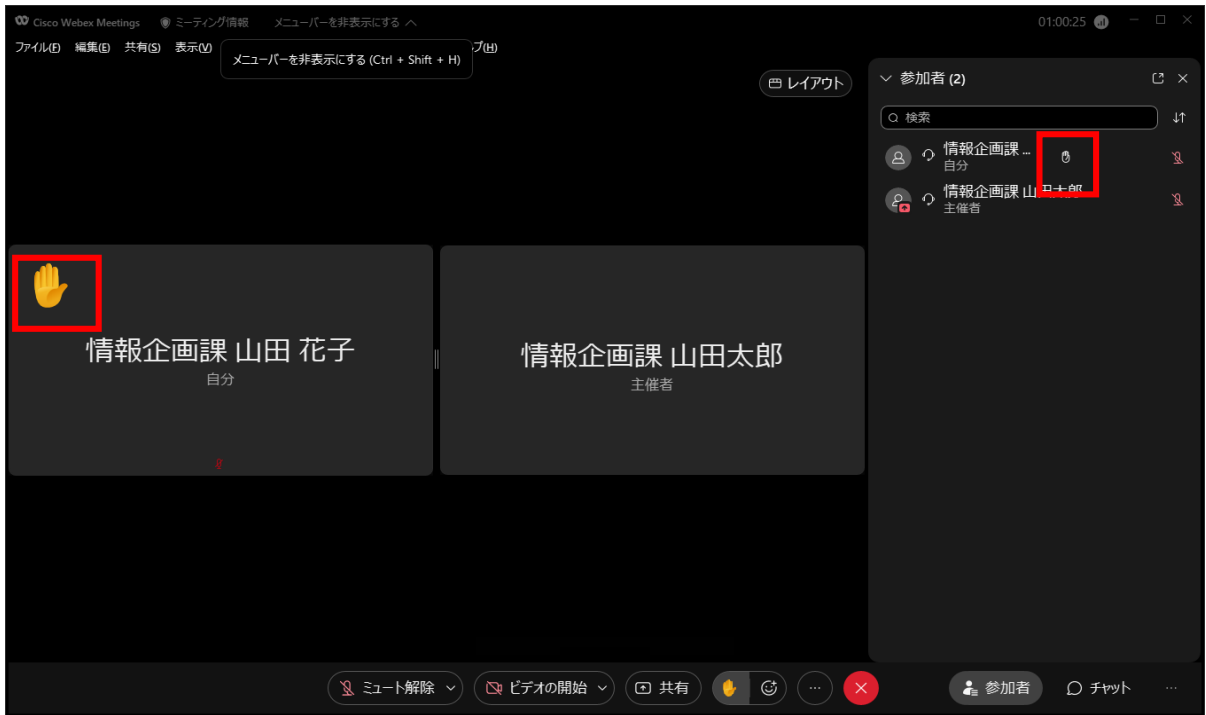 Cisco Webex Meetings ミーティング情報 メニューバーを非表示にする 01:00:25
ファイル(F) 編集(E) 共有(S) 表示(V) プ(H)
メニューバーを非表示にする (Ctrl + Shift + H)
レイアウト
参加者 (2)
検索
情報企画課 ...
自分
情報企画課 山田太郎
主催者
情報企画課 山田 花子
自分
情報企画課 山田太郎
主催者
ミュート解除 ビデオの開始 共有 ... 参加者 チャット ...